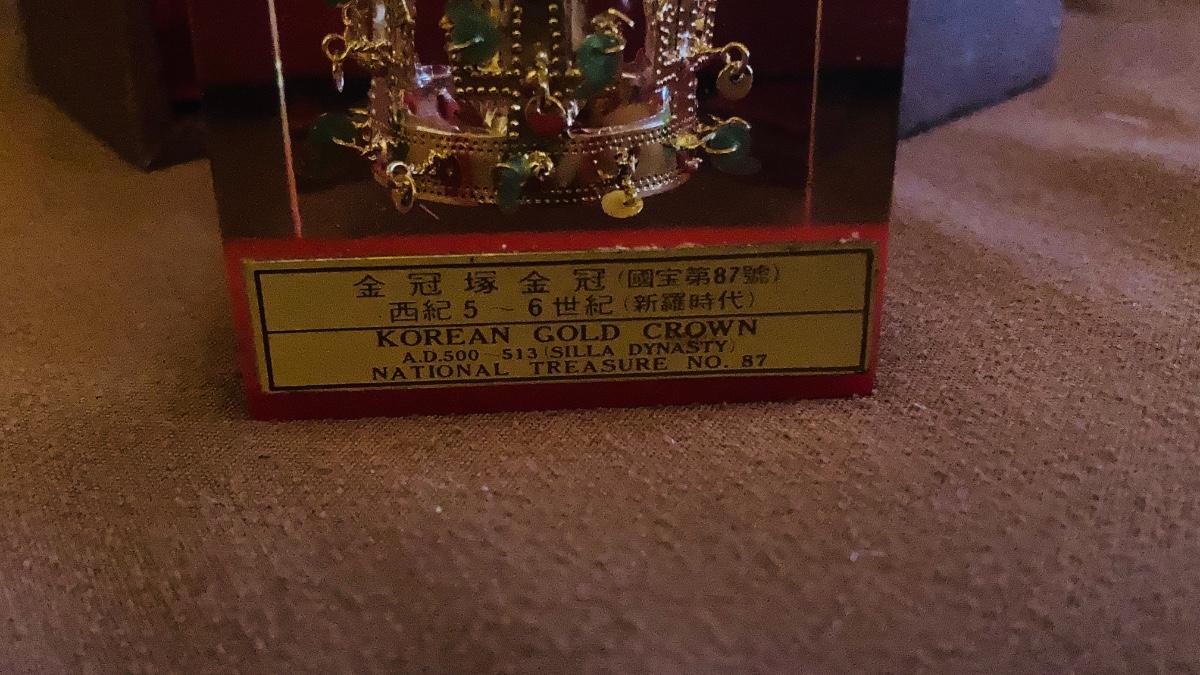 金冠塚金冠(國宝第87號)
西紀5~6世紀(新羅時代)
KOREAN GOLD CROWN
A.D.500~513(SILLA DYNASTY)
NATIONAL TREASURE NO. 87